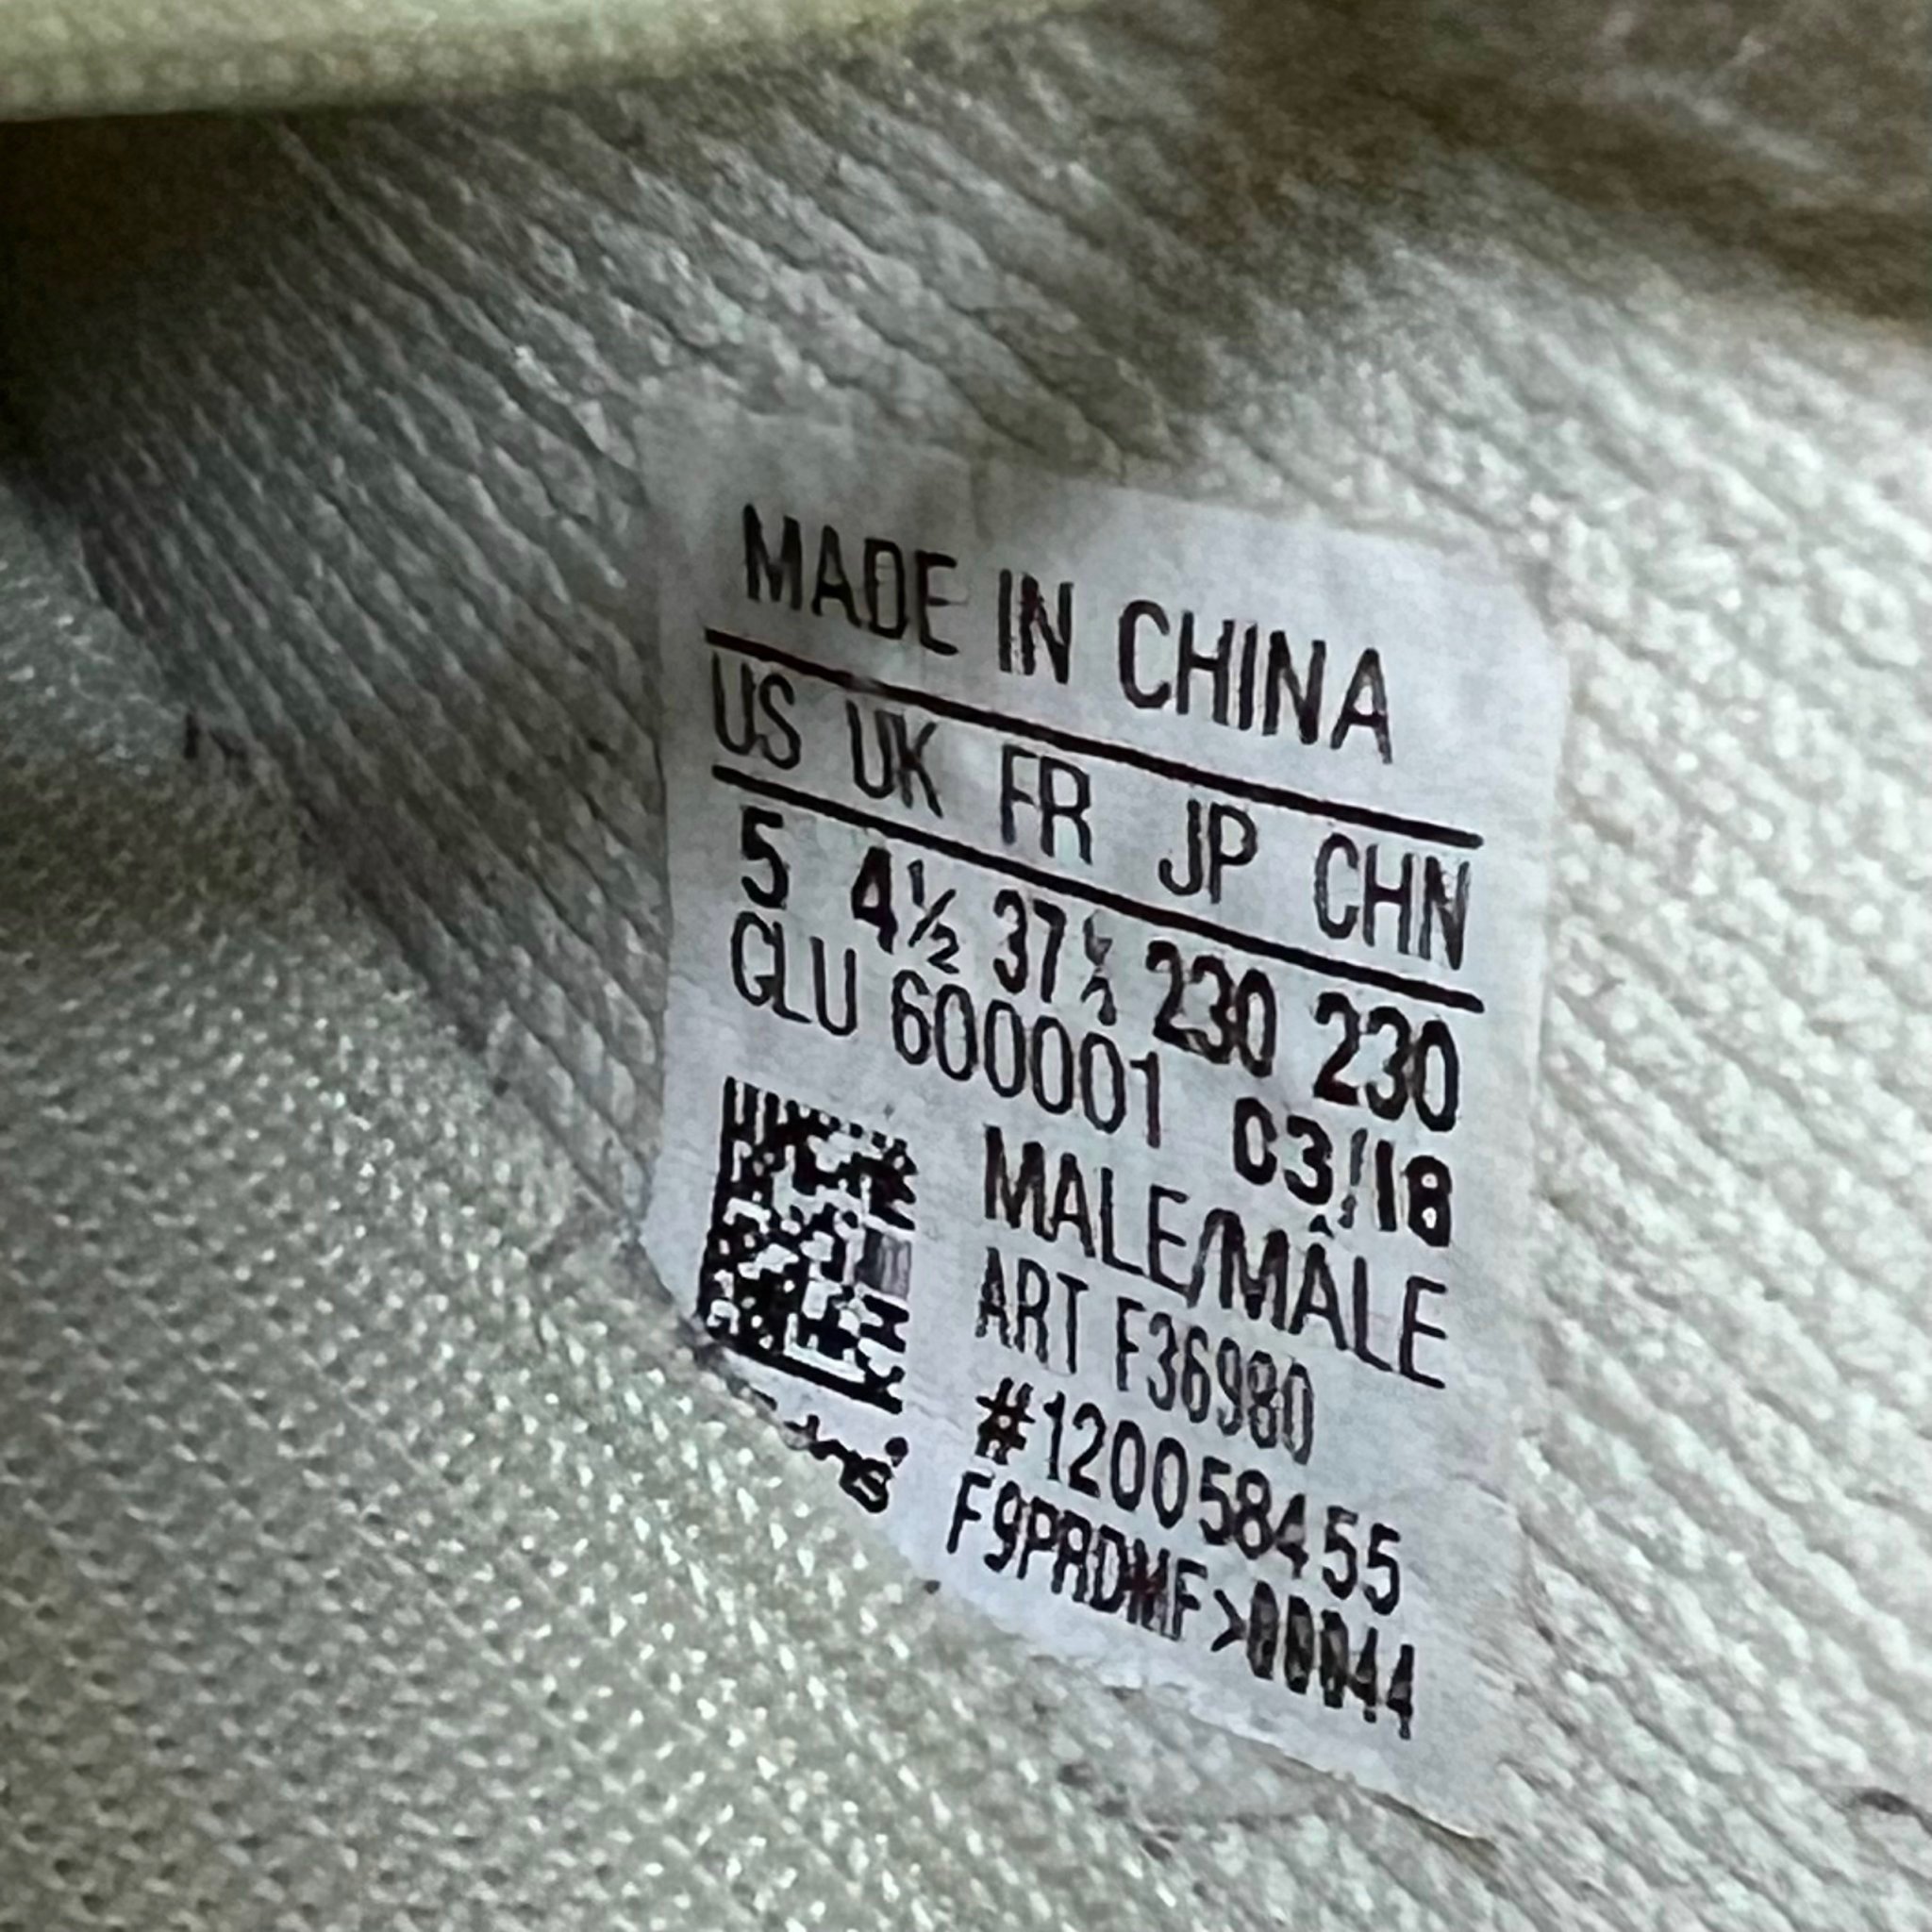 MADE IN CHINA
US UK FR JP CHN
5 4½ 37⅓ 230 230
CLU 600001 03/18
MALE/MÂLE
ART F36980
#120058455
F9PRDMF>00044